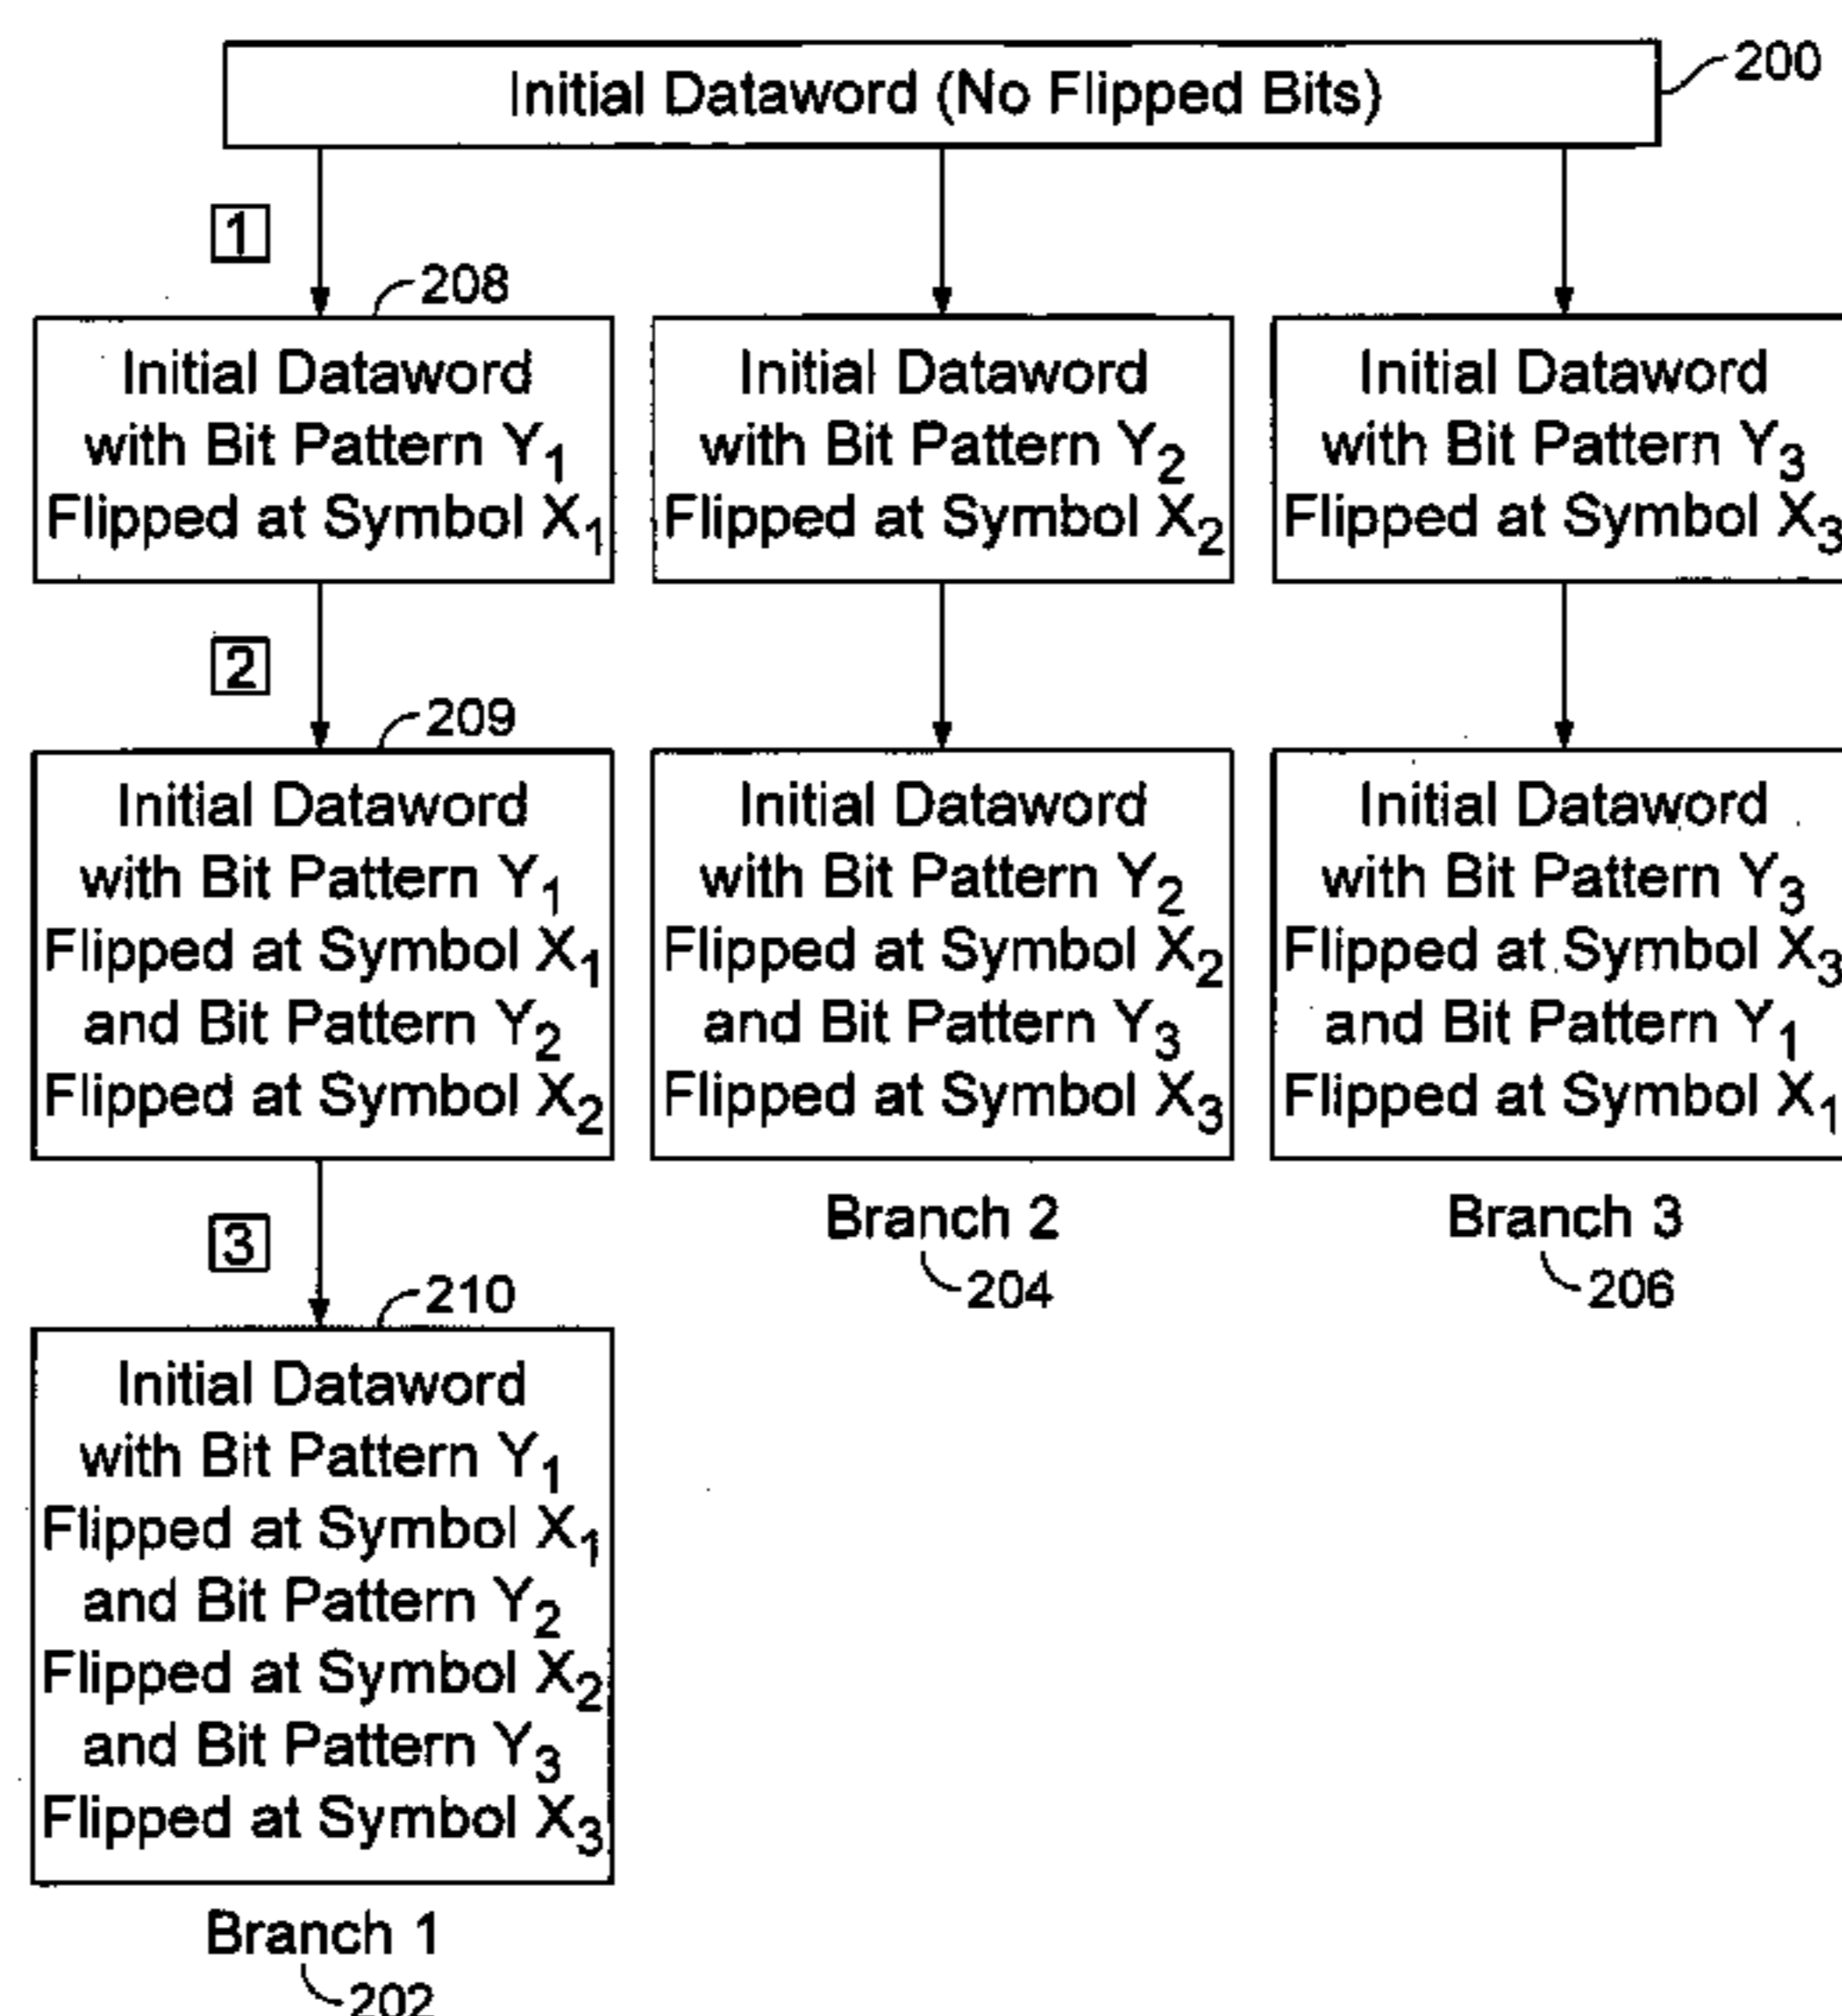 Initial Dataword (No Flipped Bits)
200
1
208
Initial Dataword
with Bit Pattern Y1
Flipped at Symbol X1
Initial Dataword
with Bit Pattern Y2
Flipped at Symbol X2
Initial Dataword
with Bit Pattern Y3
Flipped at Symbol X3
2
209
Initial Dataword
with Bit Pattern Y1
Flipped at Symbol X1
and Bit Pattern Y2
Flipped at Symbol X2
Initial Dataword
with Bit Pattern Y2
Flipped at Symbol X2
and Bit Pattern Y3
Flipped at Symbol X3
Branch 2
204
Initial Dataword
with Bit Pattern Y3
Flipped at Symbol X3
and Bit Pattern Y1
Flipped at Symbol X1
Branch 3
206
3
210
Initial Dataword
with Bit Pattern Y1
Flipped at Symbol X1
and Bit Pattern Y2
Flipped at Symbol X2
and Bit Pattern Y3
Flipped at Symbol X3
Branch 1
202